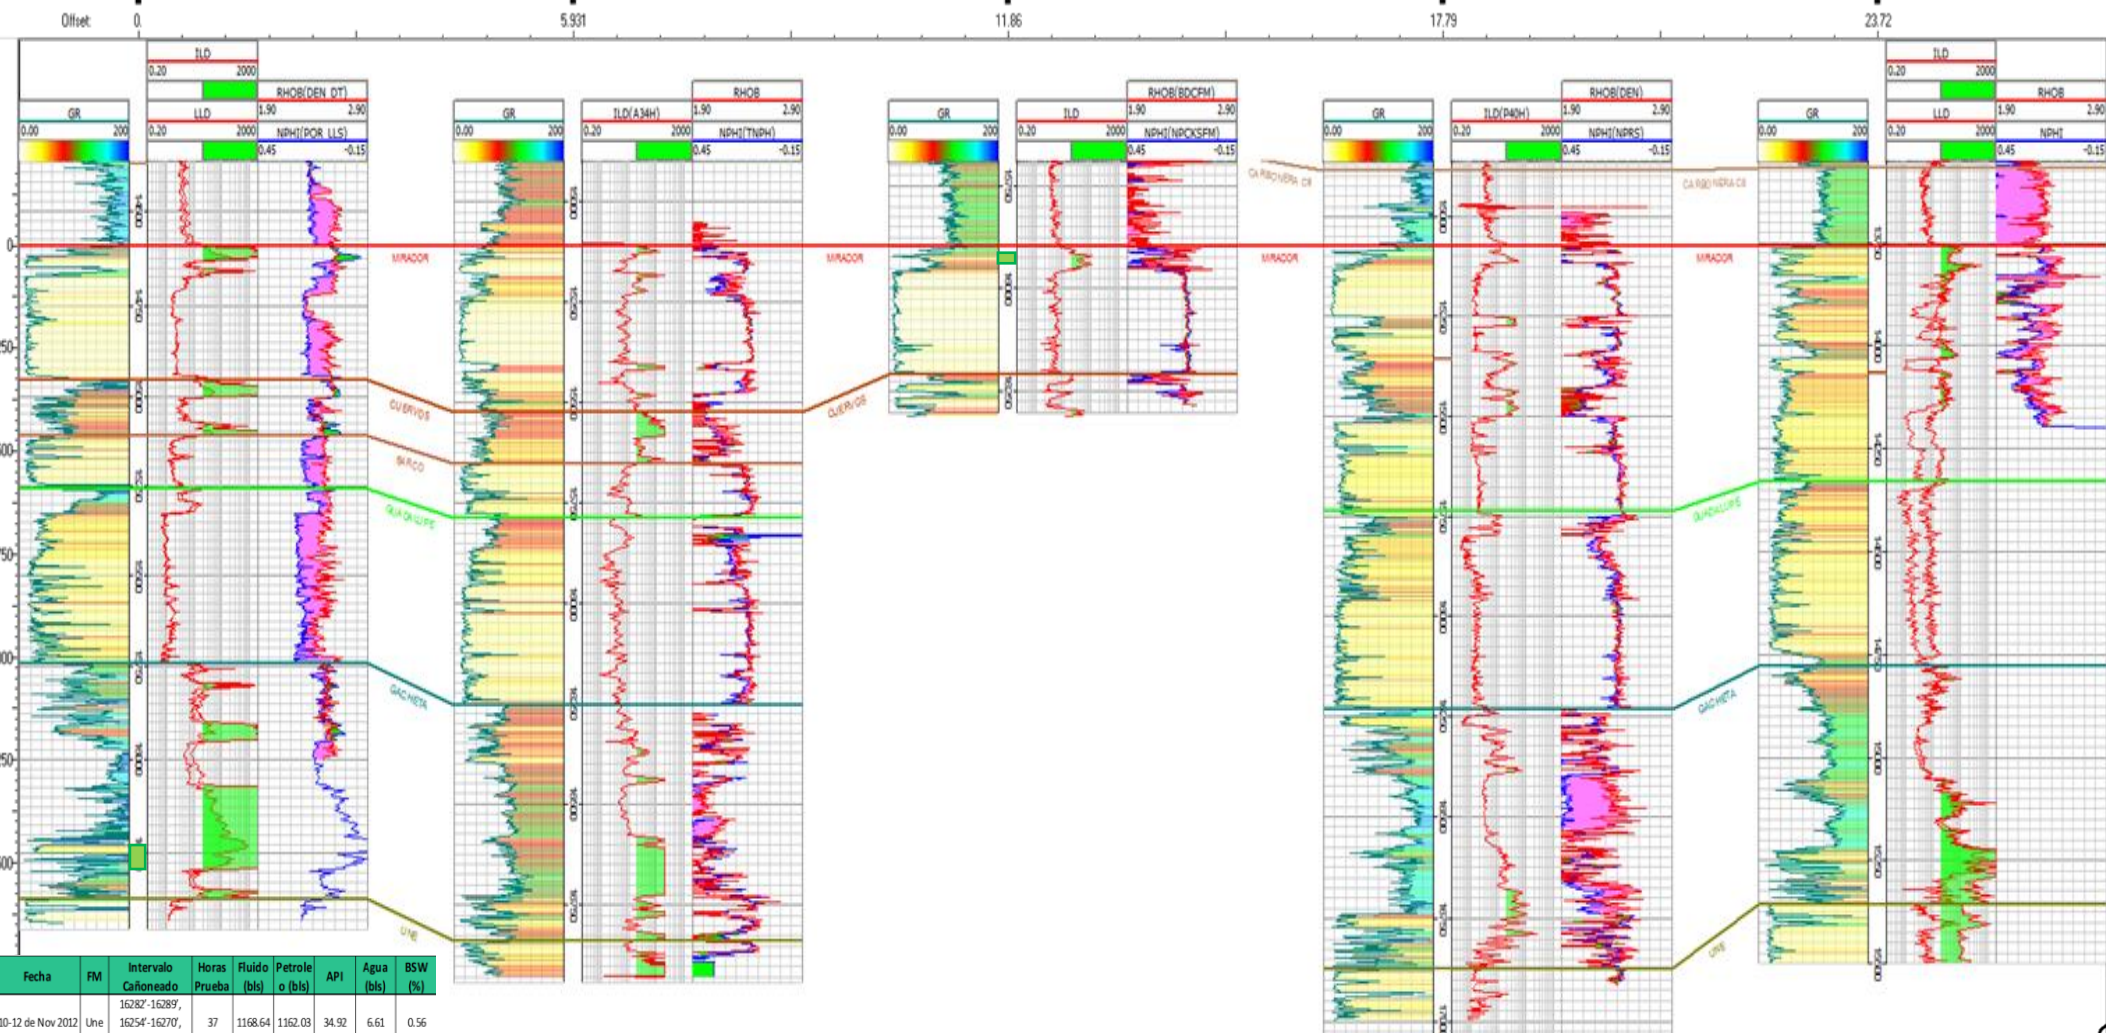 Offset: 0. 5.931 11.86 17.79 23.72
ILD
0.20 2000
RHOB(DEN_DT)
1.90 2.90
GR
0.00 200
LLD
0.20 2000
NPHI(POR_LLS)
0.45 -0.15
GR
0.00 200
ILD(A34H)
0.20 2000
RHOB
1.90 2.90
NPHI(TNPH)
0.45 -0.15
GR
0.00 200
ILD
0.20 2000
RHOB(BDCFM)
1.90 2.90
NPHI(NPCKSFM)
0.45 -0.15
GR
0.00 200
ILD(P40H)
0.20 2000
RHOB(DEN)
1.90 2.90
NPHI(NPRS)
0.45 -0.15
ILD
0.20 2000
GR
0.00 200
LLD
0.20 2000
RHOB
1.90 2.90
NPHI
0.45 -0.15
CARBONERA C8
CARBONERA C8
MIRADOR
MIRADOR
MIRADOR
MIRADOR
CUERVOS
CUERVOS
BARCO
GUADALUPE
GUADALUPE
GACHETA
GACHETA
UNE
UNE
Fecha FM Intervalo Cañoneado Horas Prueba Fluido (bls) Petroleo (bls) API Agua (bls) BSW (%)
16282'-16289',
10-12 de Nov 2012 Une 16254'-16270', 37 1168.64 1162.03 34.92 6.61 0.56